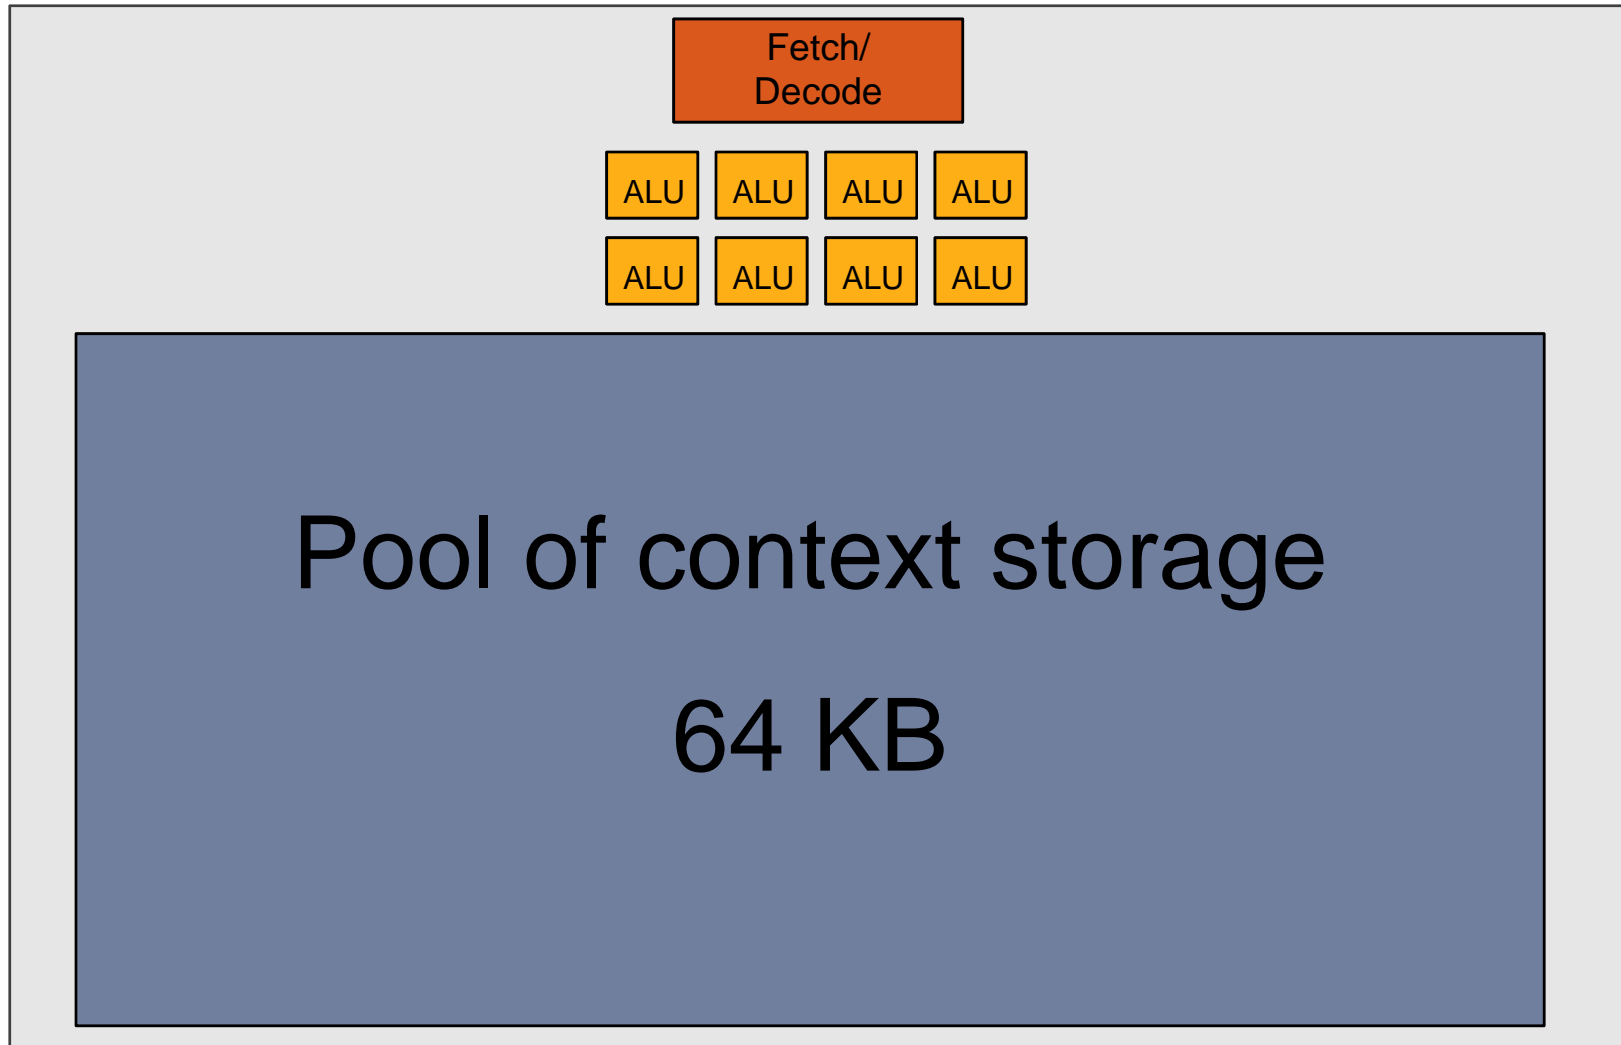 Fetch/
Decode
ALU ALU ALU ALU
ALU ALU ALU ALU
Pool of context storage
64 KB